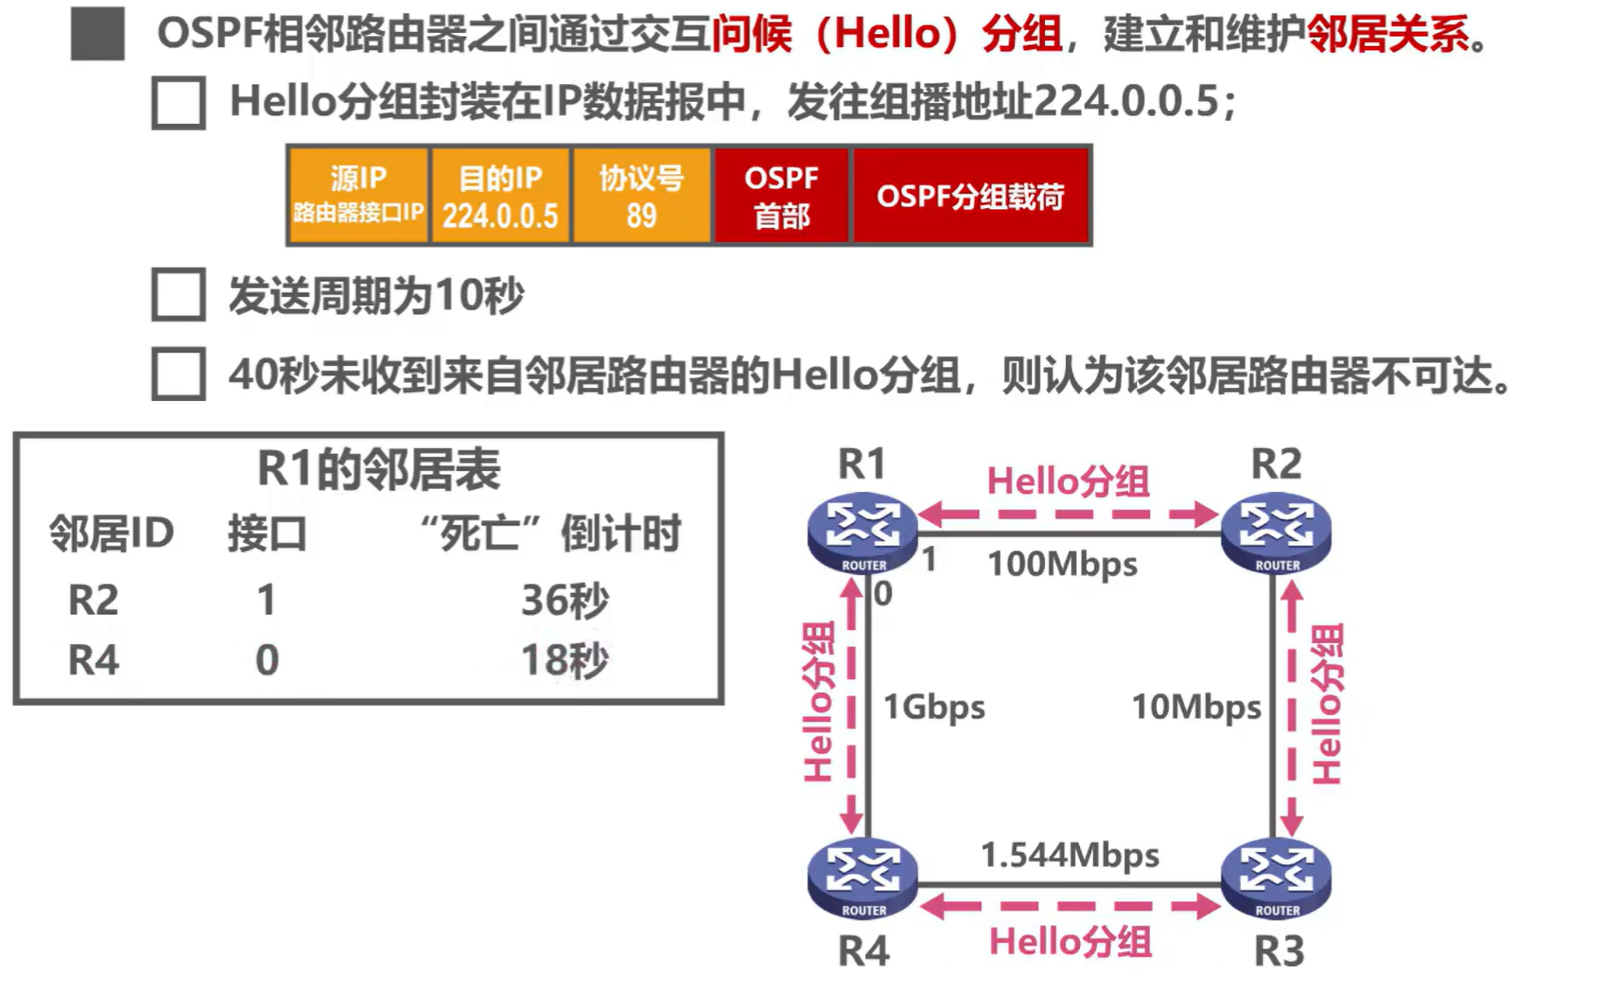 OSPF相邻路由器之间通过交互问候（Hello）分组，建立和维护邻居关系。
Hello分组封装在IP数据报中，发往组播地址224.0.0.5；
源IP
路由器接口IP
目的IP
224.0.0.5
协议号
89
OSPF
首部
OSPF分组载荷
发送周期为10秒
40秒未收到来自邻居路由器的Hello分组，则认为该邻居路由器不可达。
R1的邻居表
邻居ID 接口 “死亡”倒计时
R2 1 36秒
R4 0 18秒
R1
Hello分组
R2
ROUTER
1
100Mbps
ROUTER
0
Hello分组
1Gbps
10Mbps
Hello分组
1.544Mbps
ROUTER
ROUTER
R4
Hello分组
R3